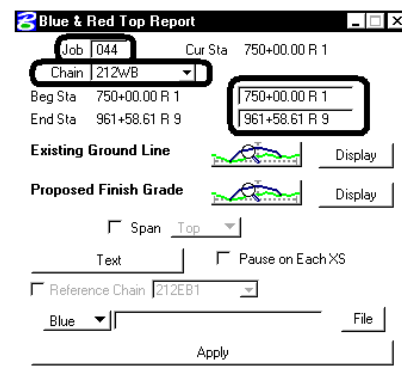 Blue & Red Top Report
Job 044 Cur Sta 750+00.00 R 1
Chain 212WB
Beg Sta 750+00.00 R 1 750+00.00 R 1
End Sta 961+58.61 R 9 961+58.61 R 9
Existing Ground Line Display
Proposed Finish Grade Display
Span Top
Text Pause on Each XS
Reference Chain 212EB1
Blue File
Apply